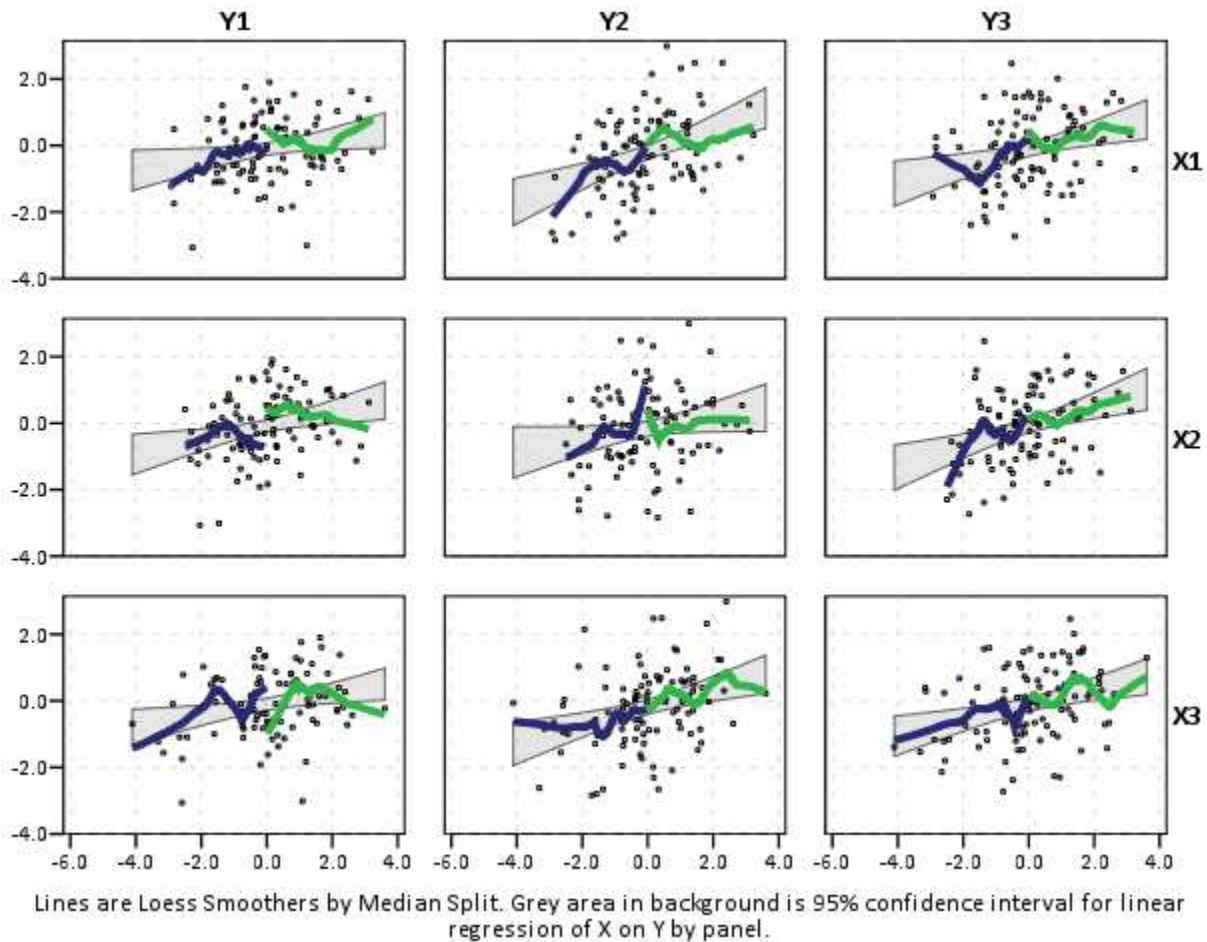 Y1 Y2 Y3
2.0
0.0
-2.0
-4.0
X1
2.0
0.0
-2.0
-4.0
X2
2.0
0.0
-2.0
-4.0
X3
-6.0 -4.0 -2.0 0.0 2.0 4.0 -6.0 -4.0 -2.0 0.0 2.0 4.0 -6.0 -4.0 -2.0 0.0 2.0 4.0
Lines are Loess Smoothers by Median Split. Grey area in background is 95% confidence interval for linear
regression of X on Y by panel.